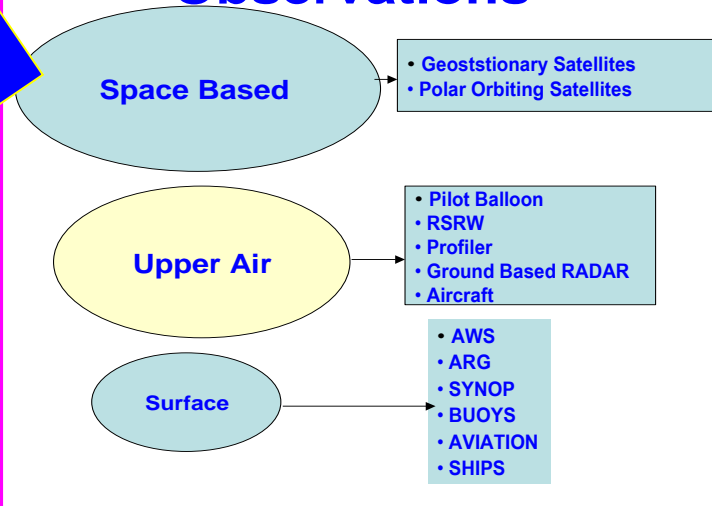 Observations
Space Based
• Geoststionary Satellites
• Polar Orbiting Satellites
Upper Air
• Pilot Balloon
• RSRW
• Profiler
• Ground Based RADAR
• Aircraft
Surface
• AWS
• ARG
• SYNOP
• BUOYS
• AVIATION
• SHIPS